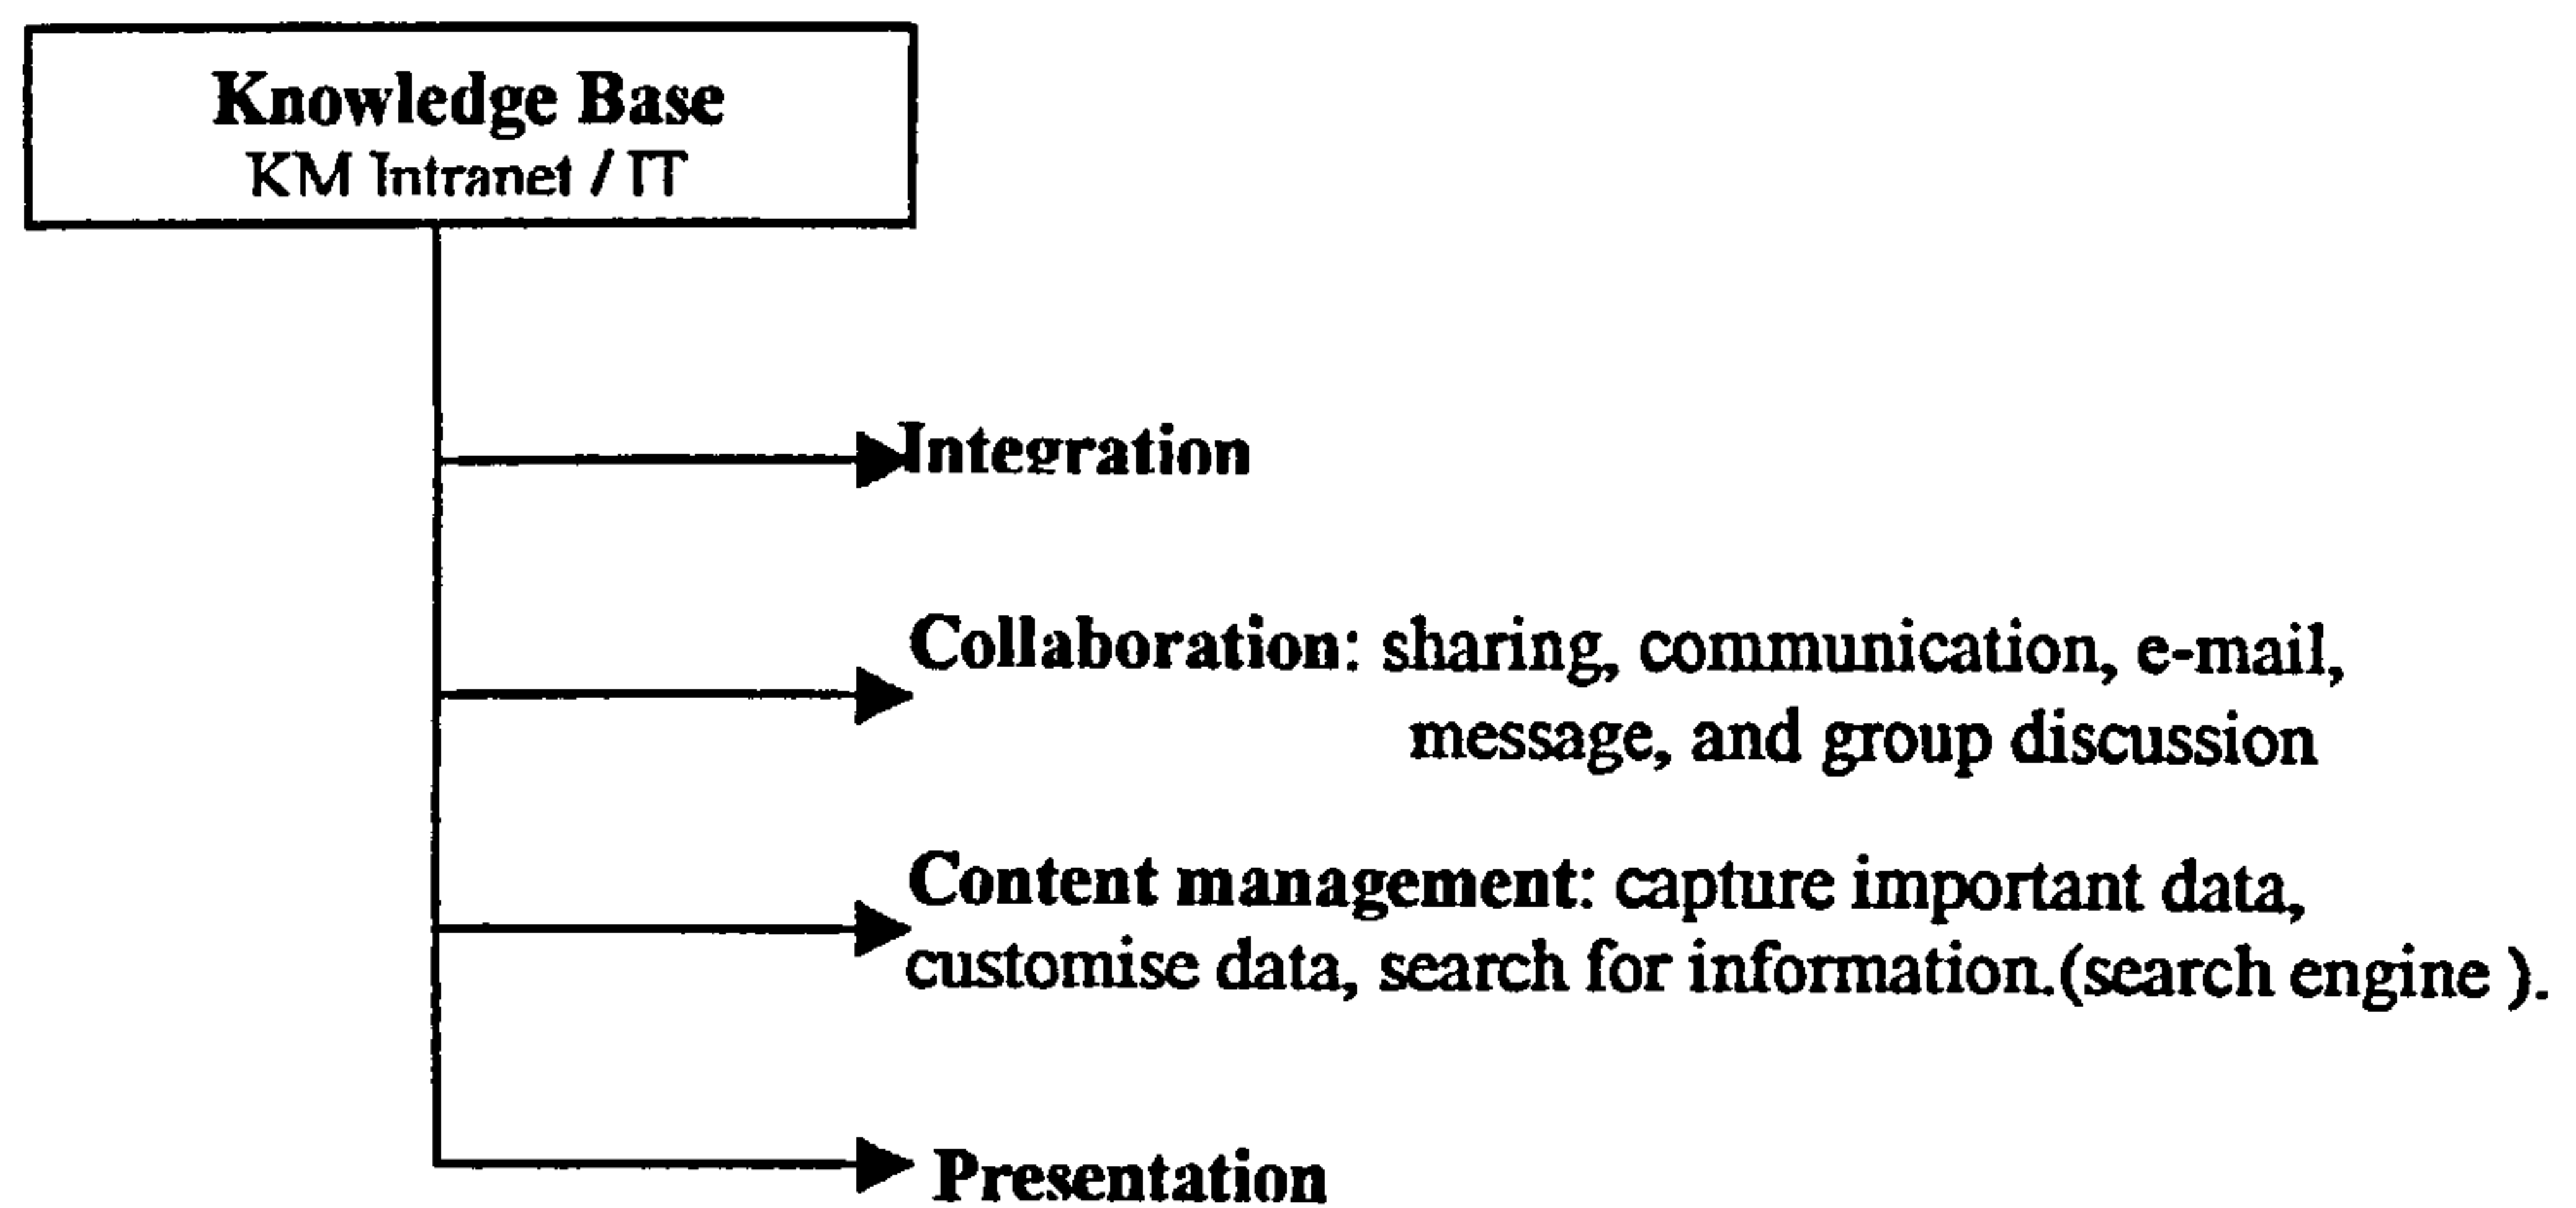 Knowledge Base
KM Intranet / IT
Integration
Collaboration: sharing, communication, e-mail,
message, and group discussion
Content management: capture important data,
customise data, search for information.(search engine ).
Presentation